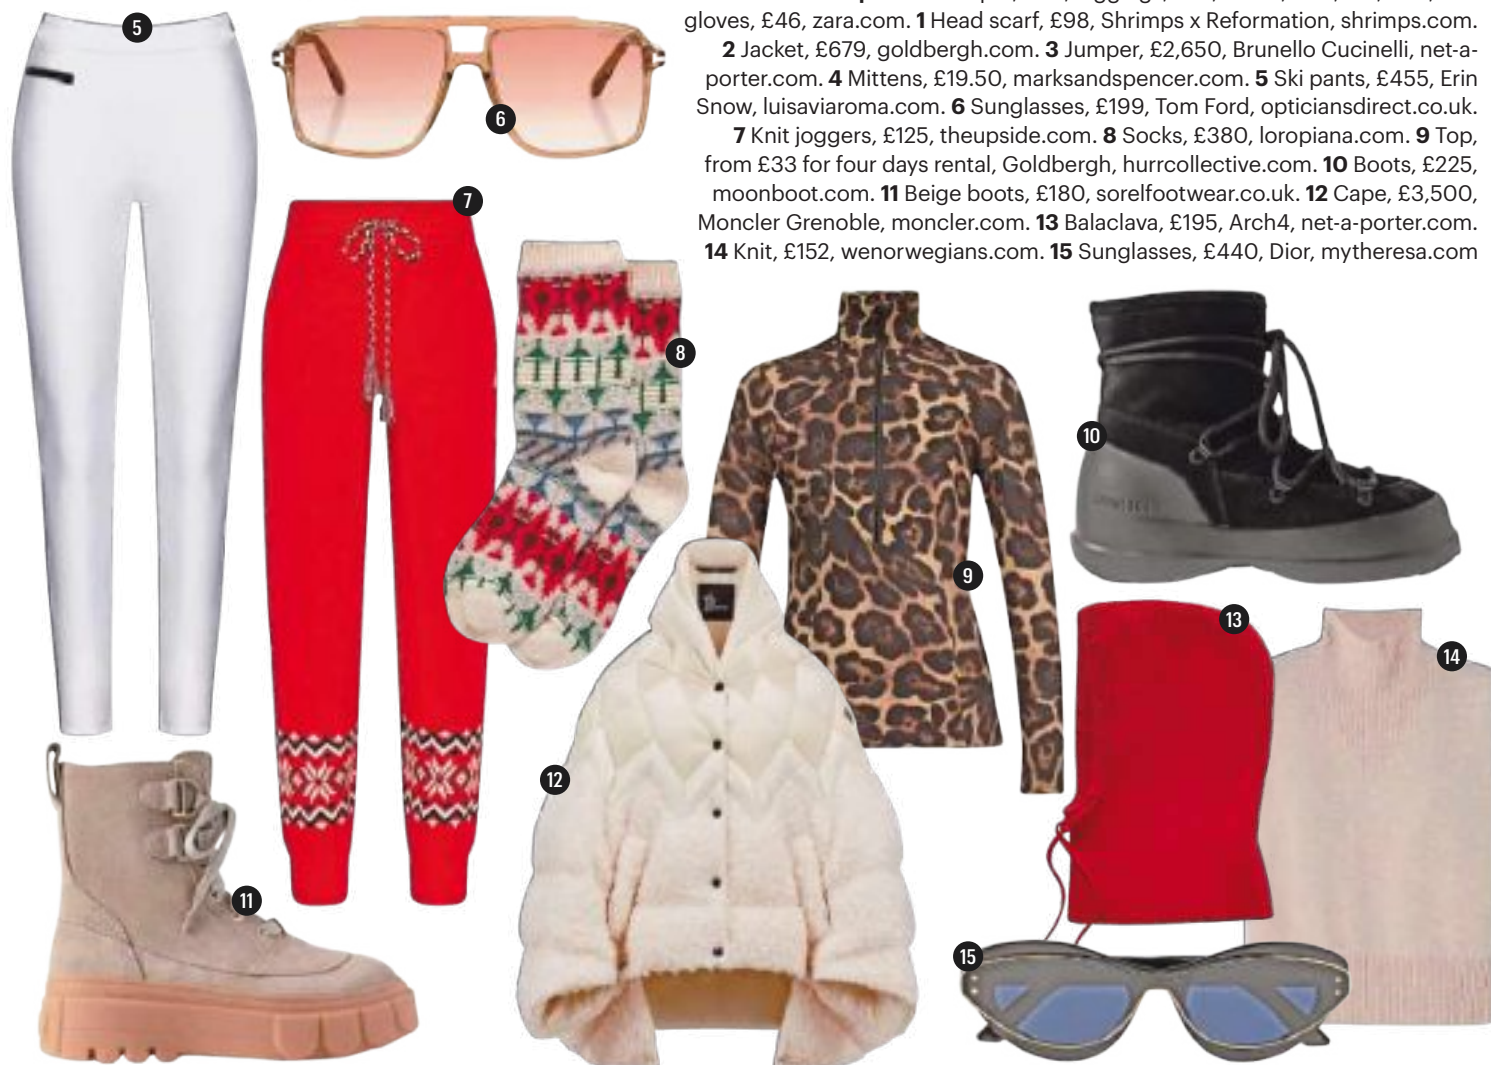 gloves, £46, zara.com. 1 Head scarf, £98, Shrimps x Reformation, shrimps.com.
2 Jacket, £679, goldbergh.com. 3 Jumper, £2,650, Brunello Cucinelli, net-a-
porter.com. 4 Mittens, £19.50, marksandspencer.com. 5 Ski pants, £455, Erin
Snow, luisaviaroma.com. 6 Sunglasses, £199, Tom Ford, opticiansdirect.co.uk.
7 Knit joggers, £125, theupside.com. 8 Socks, £380, loropiana.com. 9 Top,
from £33 for four days rental, Goldbergh, hurrcollective.com. 10 Boots, £225,
moonboot.com. 11 Beige boots, £180, sorelfootwear.co.uk. 12 Cape, £3,500,
Moncler Grenoble, moncler.com. 13 Balaclava, £195, Arch4, net-a-porter.com.
14 Knit, £152, wenorwegians.com. 15 Sunglasses, £440, Dior, mytheresa.com
5
6
7
8
9
10
11
12
13
14
15